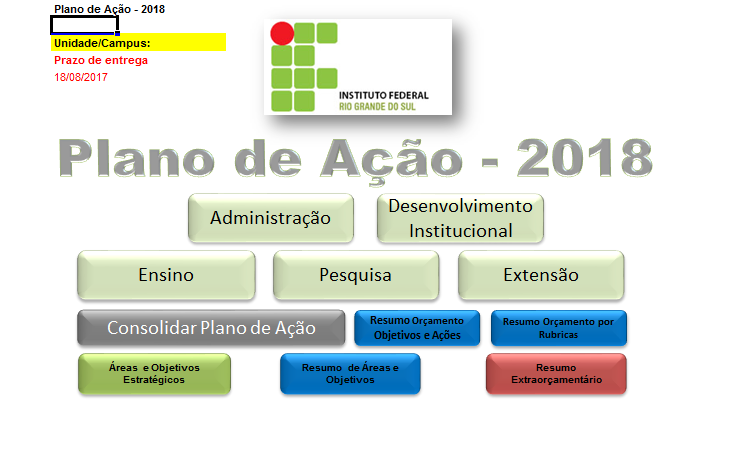 Plano de Ação - 2018
Unidade/Campus:
Prazo de entrega
18/08/2017
INSTITUTO FEDERAL
RIO GRANDE DO SUL
Plano de Ação - 2018
Administração
Desenvolvimento
Institucional
Ensino
Pesquisa
Extensão
Consolidar Plano de Ação
Resumo Orçamento
Objetivos e Ações
Resumo Orçamento por
Rubricas
Áreas e Objetivos
Estratégicos
Resumo de Áreas e
Objetivos
Resumo
Extraorçamentário